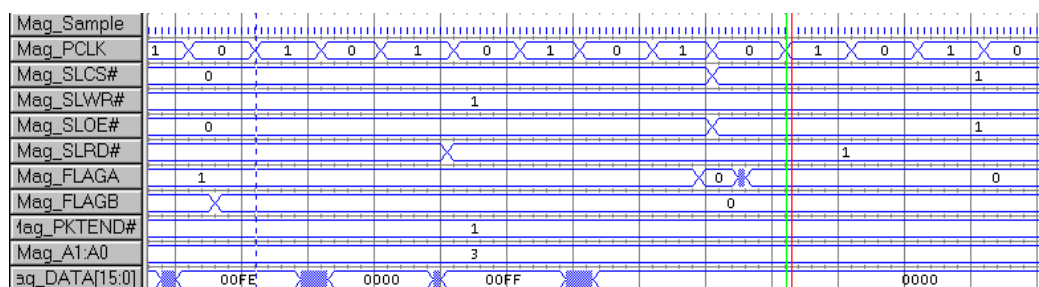 Mag_Sample
Mag_PCLK 1 0 1 0 1 0 1 0 1 0 1 0 1 0
Mag_SLCS# 0 1
Mag_SLWR# 1
Mag_SLOE# 0 1
Mag_SLRD# 1
Mag_FLAGA 1 0 0
Mag_FLAGB 0
Mag_PKTEND# 1
Mag_A1:A0 3
ag_DATA[15:0] 00FE 0000 00FF 0000